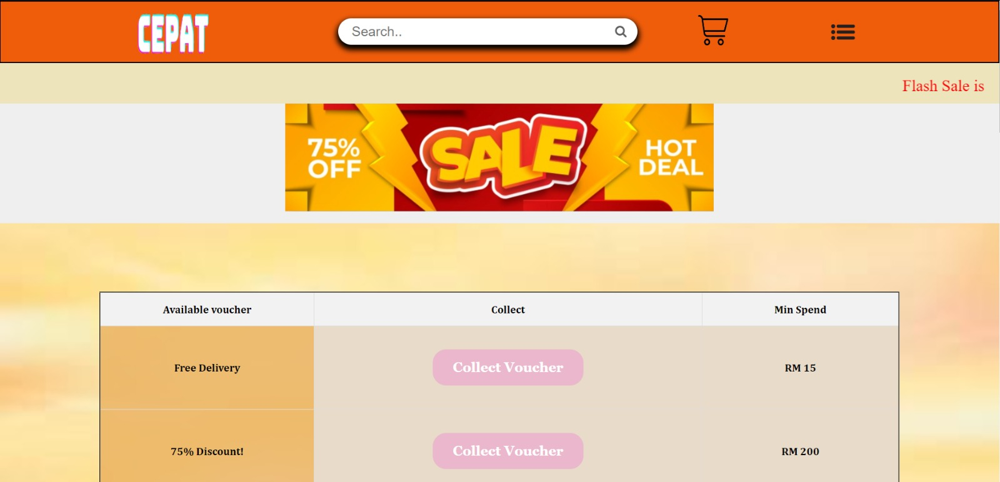 CEPAT
Search..
Flash Sale is
75% OFF
SALE
HOT DEAL
Available voucher
Collect
Min Spend
Free Delivery
Collect Voucher
RM 15
75% Discount!
Collect Voucher
RM 200